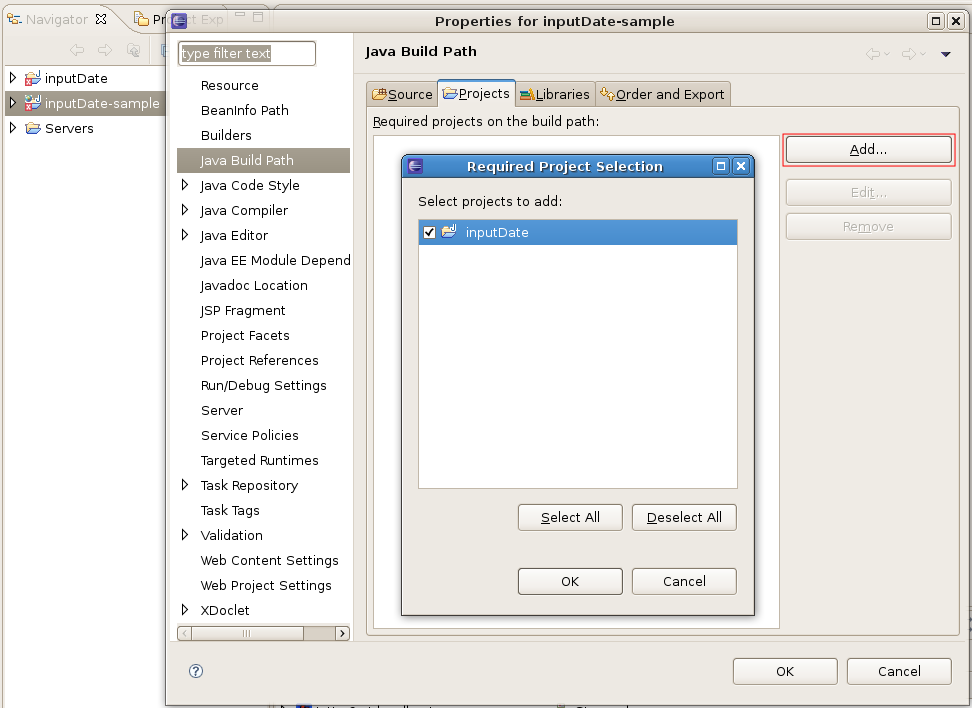 Navigator
Project Exp
Properties for inputDate-sample
inputDate
inputDate-sample
Servers
type filter text
Resource
BeanInfo Path
Builders
Java Build Path
Java Code Style
Java Compiler
Java Editor
Java EE Module Depend
Javadoc Location
JSP Fragment
Project Facets
Project References
Run/Debug Settings
Server
Service Policies
Targeted Runtimes
Task Repository
Task Tags
Validation
Web Content Settings
Web Project Settings
XDoclet
Java Build Path
Source Projects Libraries Order and Export
Required projects on the build path:
Add...
Edit...
Remove
Required Project Selection
Select projects to add:
inputDate
Select All Deselect All
OK Cancel
OK Cancel